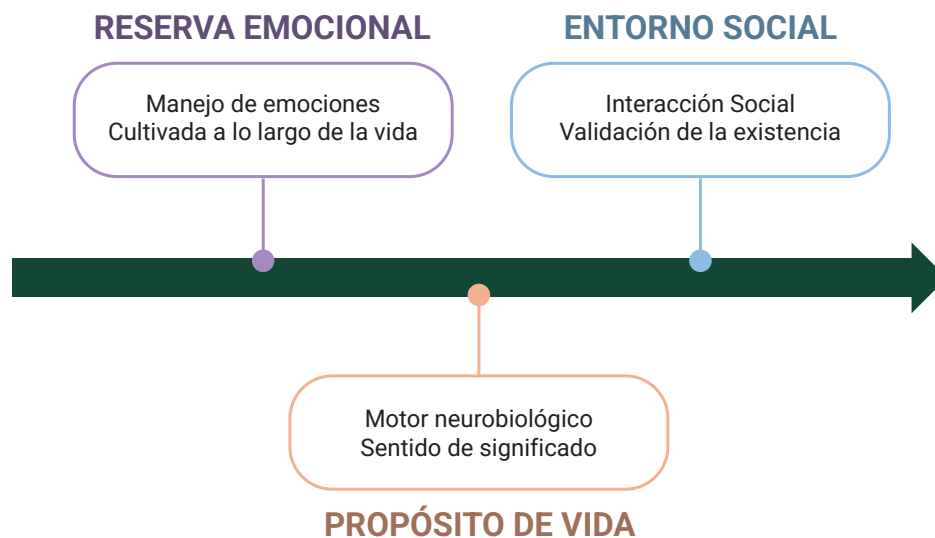 RESERVA EMOCIONAL
Manejo de emociones
Cultivada a lo largo de la vida
ENTORNO SOCIAL
Interacción Social
Validación de la existencia
Motor neurobiológico
Sentido de significado
PROPÓSITO DE VIDA